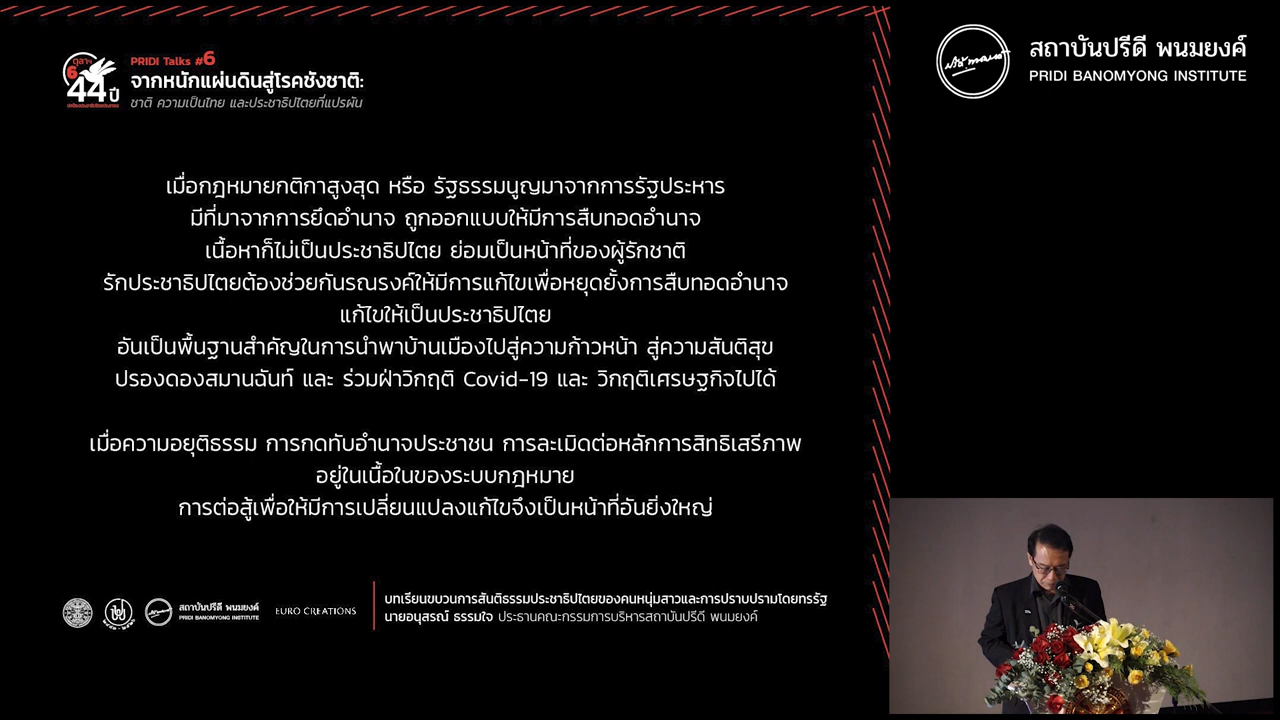 ตุลาฯ
6
44 ปี
PRIDI Talks #6
จากหนักแผ่นดินสู่โรคชังชาติ:
ชาติ ความเป็นไทย และประชาธิปไตยที่แปรผัน
สถาบันปรีดี พนมยงค์
PRIDI BANOMYONG INSTITUTE
เมื่อกฎหมายกติกาสูงสุด หรือ รัฐธรรมนูญมาจากการรัฐประหาร
มีที่มาจากการยึดอำนาจ ถูกออกแบบให้มีการสืบทอดอำนาจ
เนื้อหาก็ไม่เป็นประชาธิปไตย ย่อมเป็นหน้าที่ของผู้รักชาติ
รักประชาธิปไตยต้องช่วยกันรณรงค์ให้มีการแก้ไขเพื่อหยุดยั้งการสืบทอดอำนาจ
แก้ไขให้เป็นประชาธิปไตย
อันเป็นพื้นฐานสำคัญในการนำพาบ้านเมืองไปสู่ความก้าวหน้า สู่ความสันติสุข
ปรองดองสมานฉันท์ และ ร่วมฝ่าวิกฤติ Covid-19 และ วิกฤติเศรษฐกิจไปได้
เมื่อความอยุติธรรม การกดทับอำนาจประชาชน การละเมิดต่อหลักการสิทธิเสรีภาพ
อยู่ในเนื้อในของระบบกฎหมาย
การต่อสู้เพื่อให้มีการเปลี่ยนแปลงแก้ไขจึงเป็นหน้าที่อันยิ่งใหญ่
สถาบันปรีดี พนมยงค์
PRIDI BANOMYONG INSTITUTE
EURO CREATIONS
บทเรียนขบวนการสันติธรรมประชาธิปไตยของคนหนุ่มสาวและการปราบปรามโดยทรรัฐ
นายอนุสรณ์ ธรรมใจ ประธานคณะกรรมการบริหารสถาบันปรีดี พนมยงค์